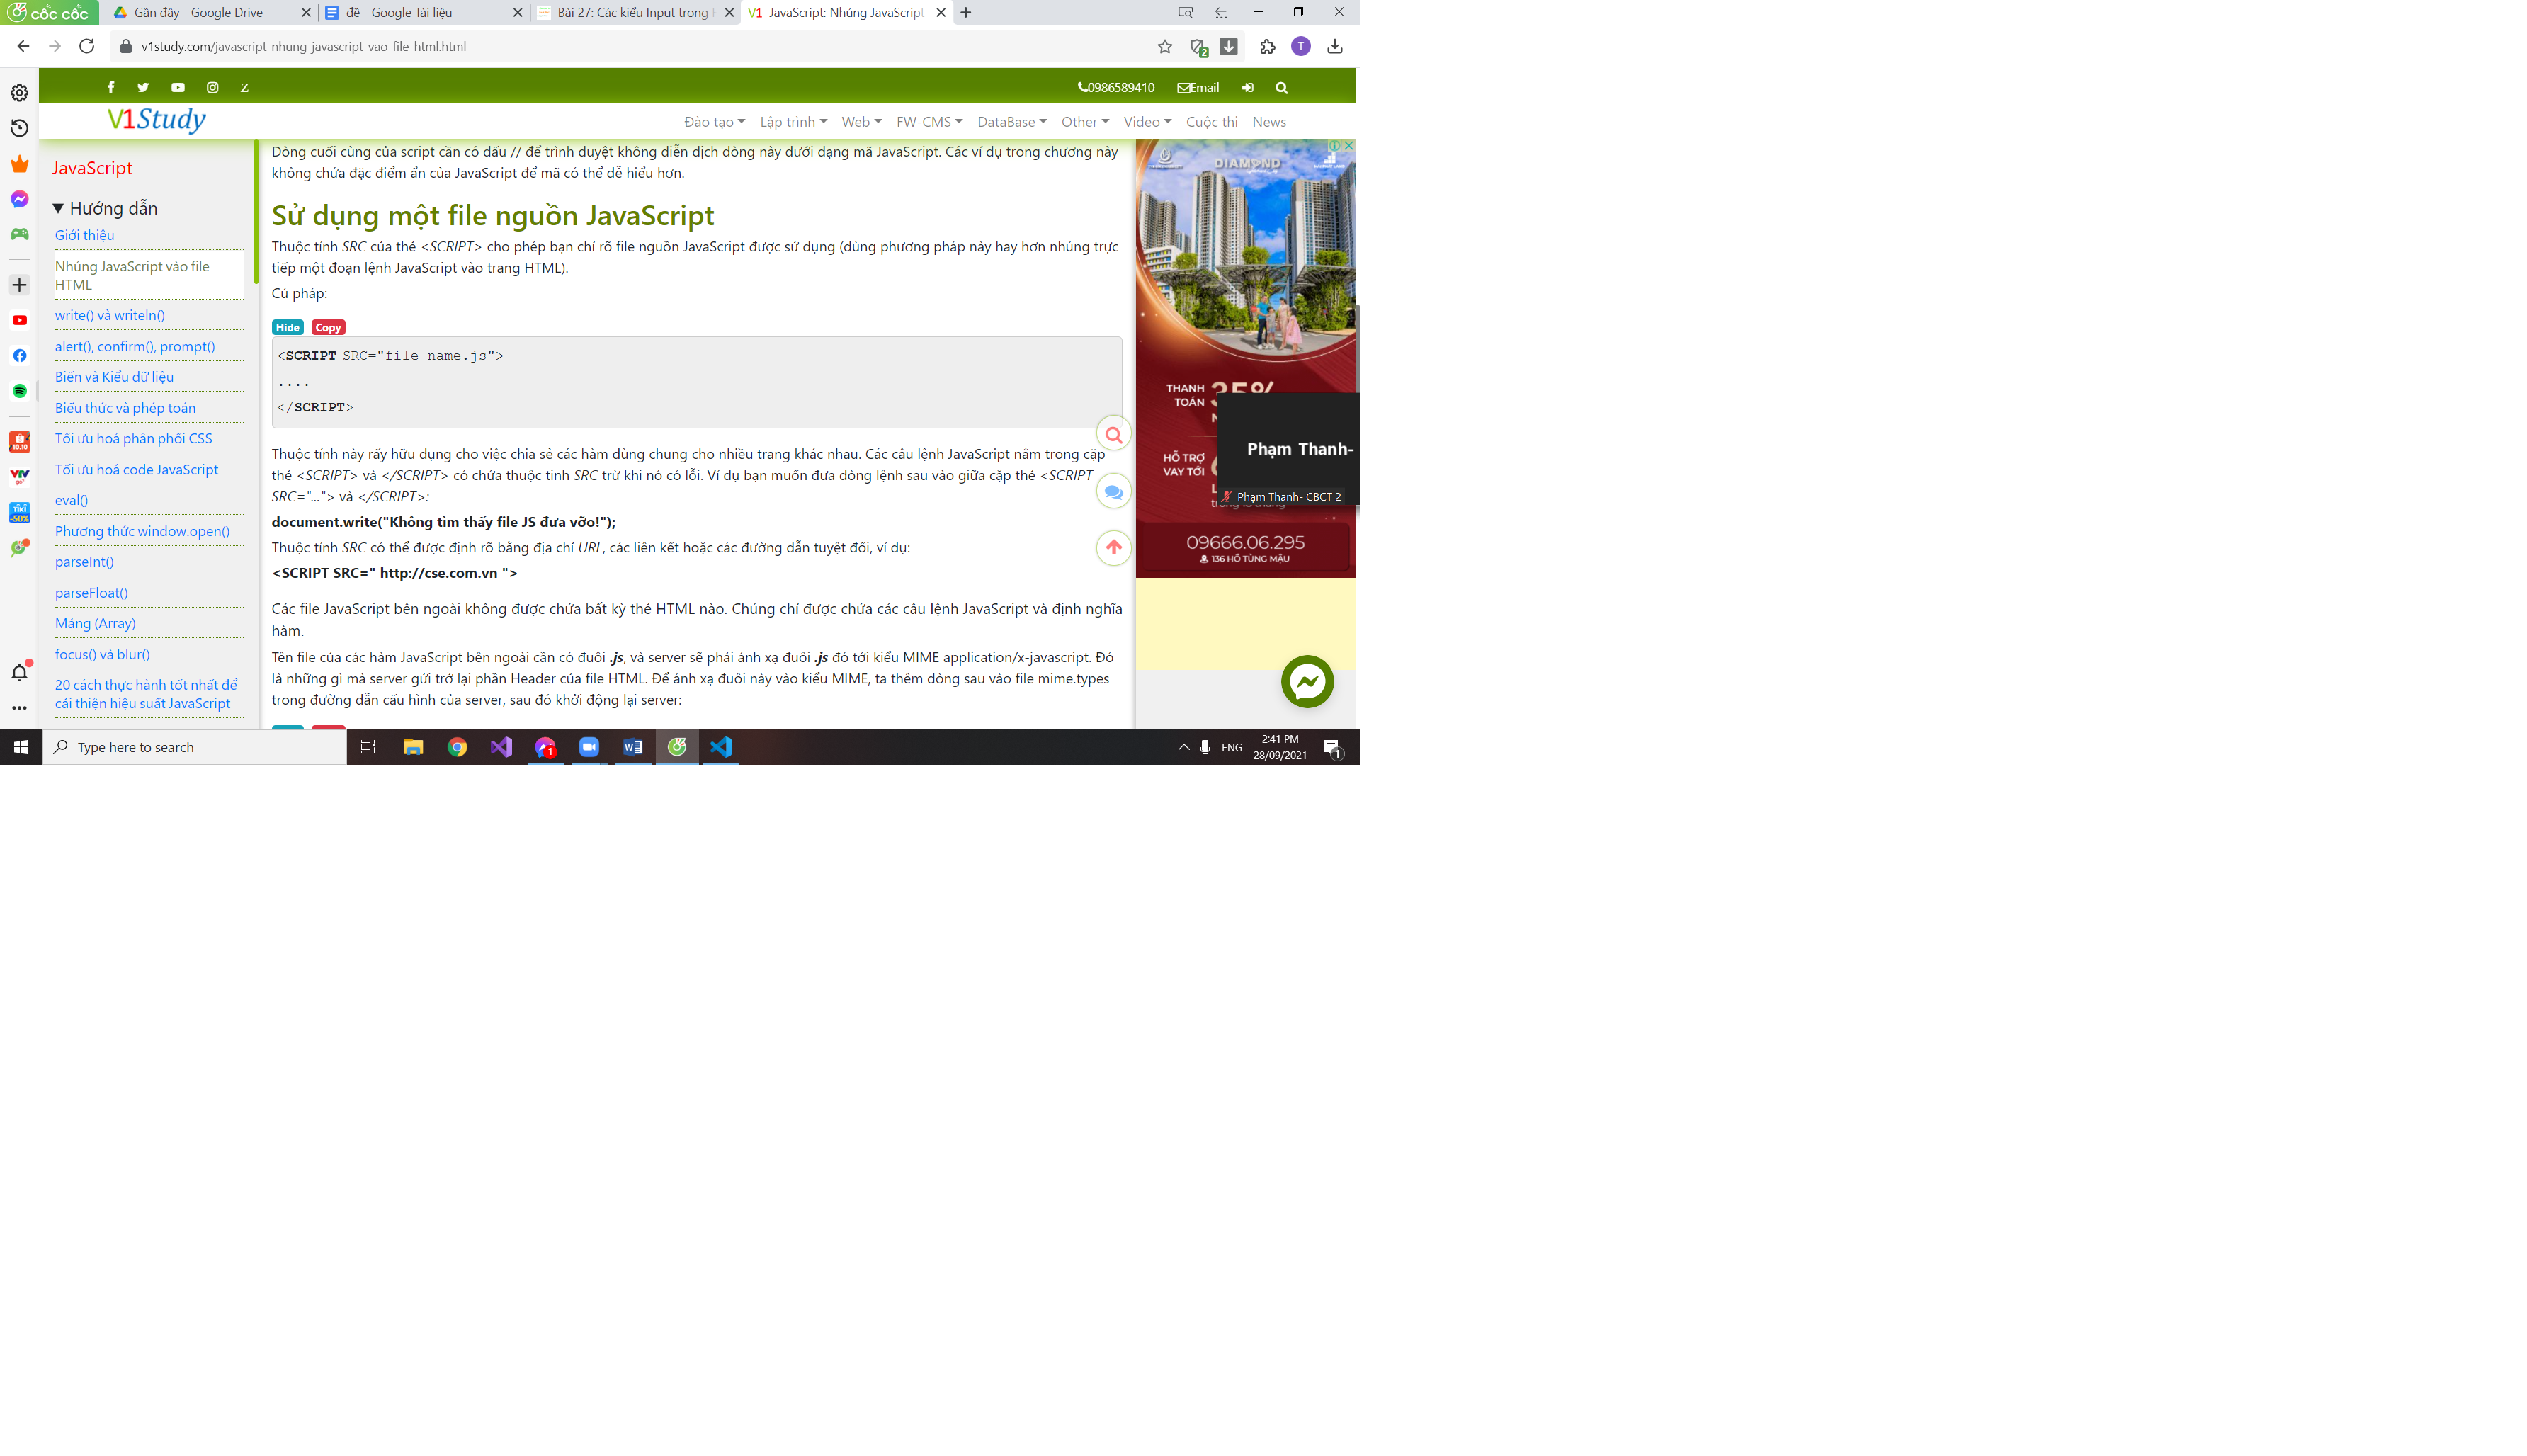 cốc cốc
Gần đây - Google Drive
đề - Google Tài liệu
Bài 27: Các kiểu Input trong
V1 JavaScript: Nhúng JavaScript
v1study.com/javascript-nhung-javascript-vao-file-html.html
2
T
Z
0986589410
Email
V1Study
Đào tạo
Lập trình
Web
FW-CMS
DataBase
Other
Video
Cuộc thi
News
JavaScript
Hướng dẫn
Giới thiệu
Nhúng JavaScript vào file
HTML
write() và writeln()
alert(), confirm(), prompt()
Biến và Kiểu dữ liệu
Biểu thức và phép toán
Tối ưu hoá phân phối CSS
Tối ưu hoá code JavaScript
eval()
Phương thức window.open()
parseInt()
parseFloat()
Mảng (Array)
focus() và blur()
20 cách thực hành tốt nhất để
cải thiện hiệu suất JavaScript
10.10
VTV
go
TIKI
-50%
Dòng cuối cùng của script cần có dấu // để trình duyệt không diễn dịch dòng này dưới dạng mã JavaScript. Các ví dụ trong chương này
không chứa đặc điểm ẩn của JavaScript để mã có thể dễ hiểu hơn.
Sử dụng một file nguồn JavaScript
Thuộc tính SRC của thẻ <SCRIPT> cho phép bạn chỉ rõ file nguồn JavaScript được sử dụng (dùng phương pháp này hay hơn nhúng trực
tiếp một đoạn lệnh JavaScript vào trang HTML).
Cú pháp:
Hide Copy
<SCRIPT SRC="file_name.js">
....
</SCRIPT>
Thuộc tính này rấy hữu dụng cho việc chia sẻ các hàm dùng chung cho nhiều trang khác nhau. Các câu lệnh JavaScript nằm trong cặp
thẻ <SCRIPT> và </SCRIPT> có chứa thuộc tinh SRC trừ khi nó có lỗi. Ví dụ bạn muốn đưa dòng lệnh sau vào giữa cặp thẻ <SCRIPT
SRC="..."> và </SCRIPT>:
document.write("Không tìm thấy file JS đưa vỡo!");
Thuộc tính SRC có thể được định rõ bằng địa chỉ URL, các liên kết hoặc các đường dẫn tuyệt đối, ví dụ:
<SCRIPT SRC=" http://cse.com.vn ">
Các file JavaScript bên ngoài không được chứa bất kỳ thẻ HTML nào. Chúng chỉ được chứa các câu lệnh JavaScript và định nghĩa
hàm.
Tên file của các hàm JavaScript bên ngoài cần có đuôi .js, và server sẽ phải ánh xạ đuôi .js đó tới kiểu MIME application/x-javascript. Đó
là những gì mà server gửi trở lại phần Header của file HTML. Để ánh xạ đuôi này vào kiểu MIME, ta thêm dòng sau vào file mime.types
trong đường dẫn cấu hình của server, sau đó khởi động lại server:
DIAMOND
THANH
TOÁN
35%
HỖ TRỢ
VAY TỚI
Phạm Thanh-
Phạm Thanh- CBCT 2
09666.06.295
136 HỒ TÙNG MẬU
Type here to search
1
ENG
2:41 PM
28/09/2021
1